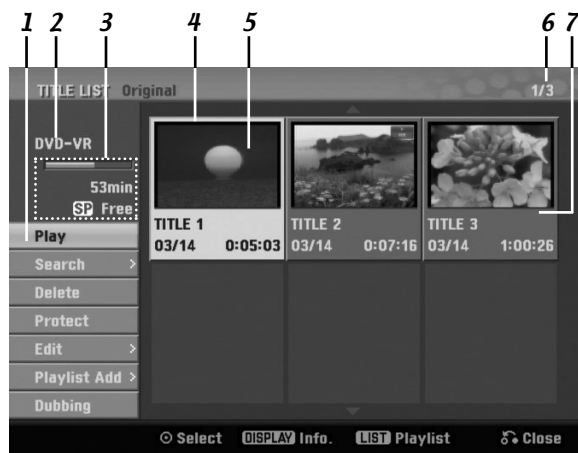 1 2 3 4 5 6 7
TITLE LIST Original 1/3
DVD-VR
53min
SP Free
Play
Search >
Delete
Protect
Edit >
Playlist Add >
Dubbing
TITLE 1
03/14 0:05:03
TITLE 2
03/14 0:07:16
TITLE 3
03/14 1:00:26
Select DISPLAY Info. LIST Playlist Close